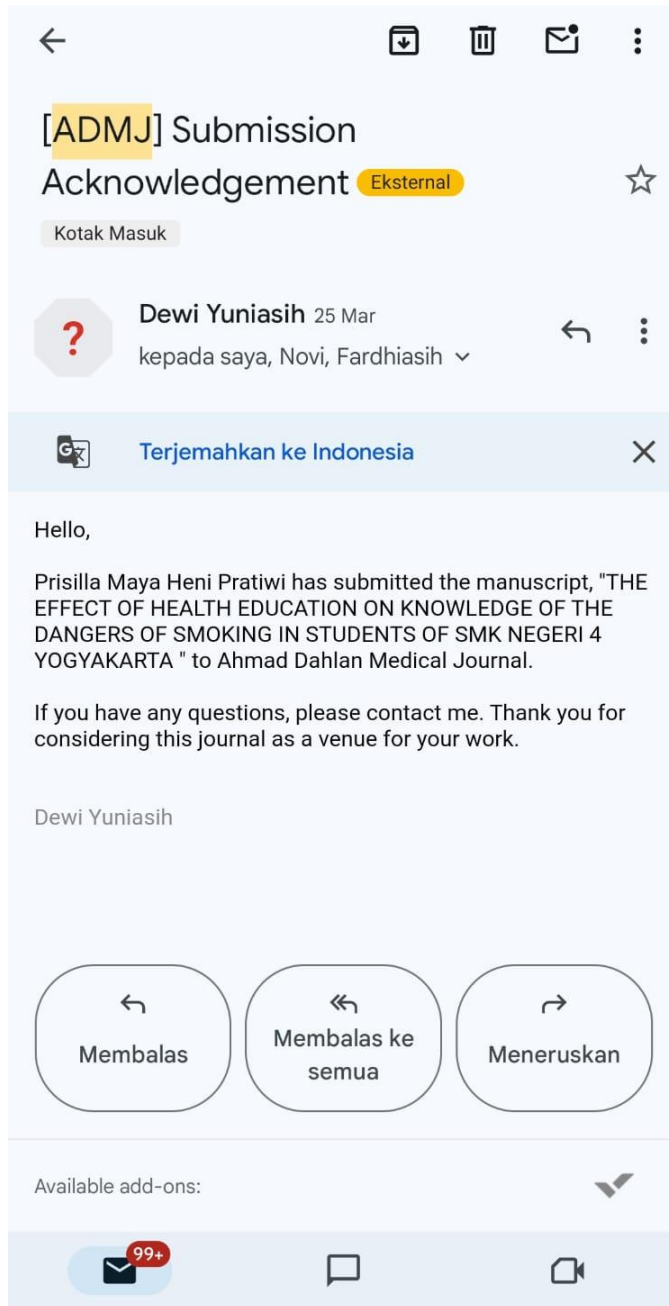 [ADMJ] Submission
Acknowledgement Eksternal
Kotak Masuk
?
Dewi Yuniasih 25 Mar
kepada saya, Novi, Fardhiasih
Terjemahkan ke Indonesia
Hello,
Prisilla Maya Heni Pratiwi has submitted the manuscript, "THE
EFFECT OF HEALTH EDUCATION ON KNOWLEDGE OF THE
DANGERS OF SMOKING IN STUDENTS OF SMK NEGERI 4
YOGYAKARTA " to Ahmad Dahlan Medical Journal.
If you have any questions, please contact me. Thank you for
considering this journal as a venue for your work.
Dewi Yuniasih
Membalas
Membalas ke
semua
Meneruskan
Available add-ons:
99+